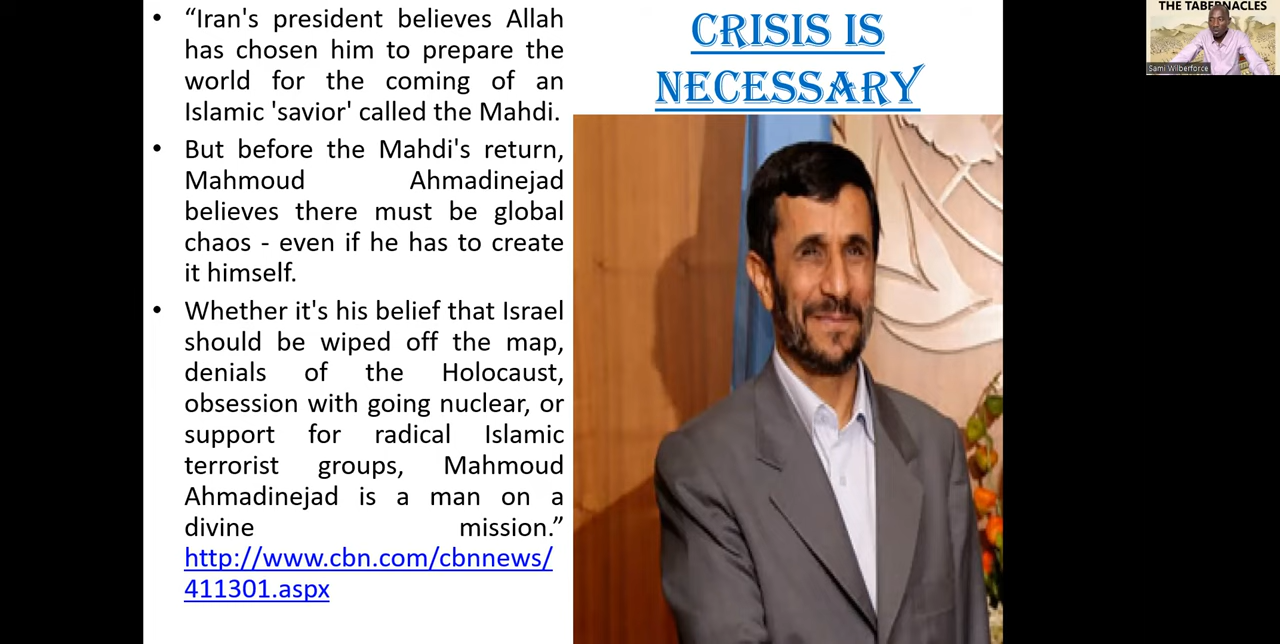 • “Iran's president believes Allah
has chosen him to prepare the
world for the coming of an
Islamic 'savior' called the Mahdi.
• But before the Mahdi's return,
Mahmoud Ahmadinejad
believes there must be global
chaos - even if he has to create
it himself.
• Whether it's his belief that Israel
should be wiped off the map,
denials of the Holocaust,
obsession with going nuclear, or
support for radical Islamic
terrorist groups, Mahmoud
Ahmadinejad is a man on a
divine mission.”
http://www.cbn.com/cbnnews/
411301.aspx
CRISIS IS
NECESSARY
THE TABERNACLES
Sami Wilberforce